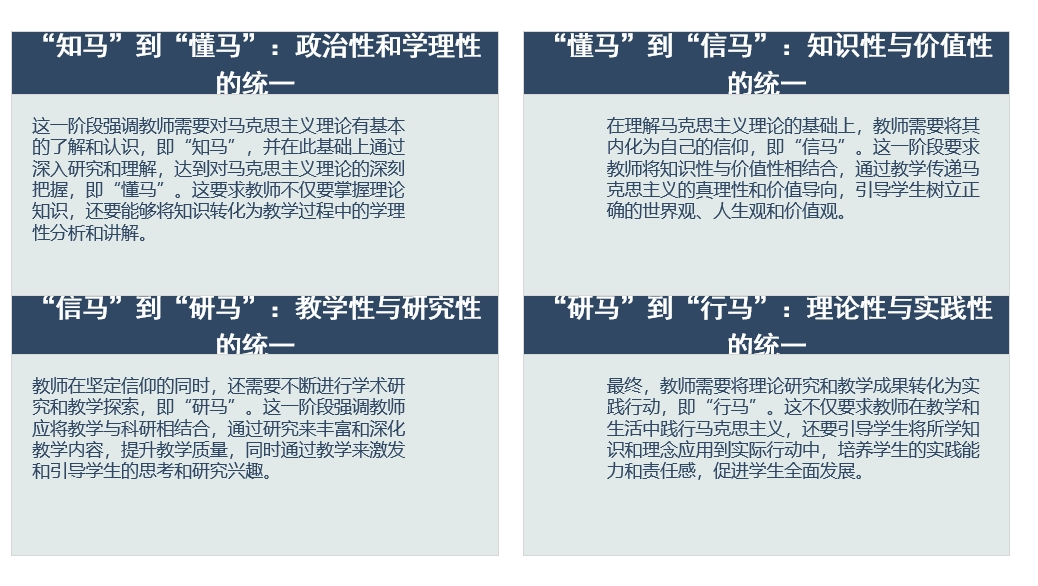 “知马”到“懂马”：政治性和学理性
的统一
这一阶段强调教师需要对马克思主义理论有基本
的了解和认识，即“知马”，并在此基础上通过
深入研究和理解，达到对马克思主义理论的深刻
把握，即“懂马”。这要求教师不仅要掌握理论
知识，还要能够将知识转化为教学过程中的学理
性分析和讲解。
“懂马”到“信马”：知识性与价值性
的统一
在理解马克思主义理论的基础上，教师需要将其
内化为自己的信仰，即“信马”。这一阶段要求
教师将知识性与价值性相结合，通过教学传递马
克思主义的真理性和价值导向，引导学生树立正
确的世界观、人生观和价值观。
“信马”到“研马”：教学性与研究性
的统一
教师在坚定信仰的同时，还需要不断进行学术研
究和教学探索，即“研马”。这一阶段强调教师
应将教学与科研相结合，通过研究来丰富和深化
教学内容，提升教学质量，同时通过教学来激发
和引导学生的思考和研究兴趣。
“研马”到“行马”：理论性与实践性
的统一
最终，教师需要将理论研究和教学成果转化为实
践行动，即“行马”。这不仅要求教师在教学和
生活中践行马克思主义，还要引导学生将所学知
识和理念应用到实际行动中，培养学生的实践能
力和责任感，促进学生全面发展。